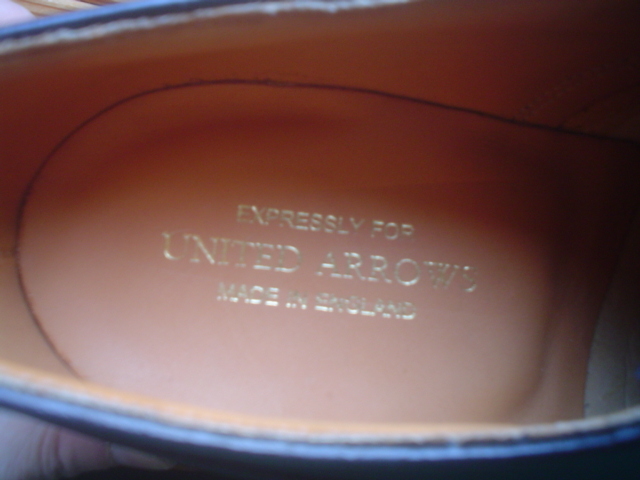 EXPRESSLY FOR
UNITED ARROWS
MADE IN ENGLAND